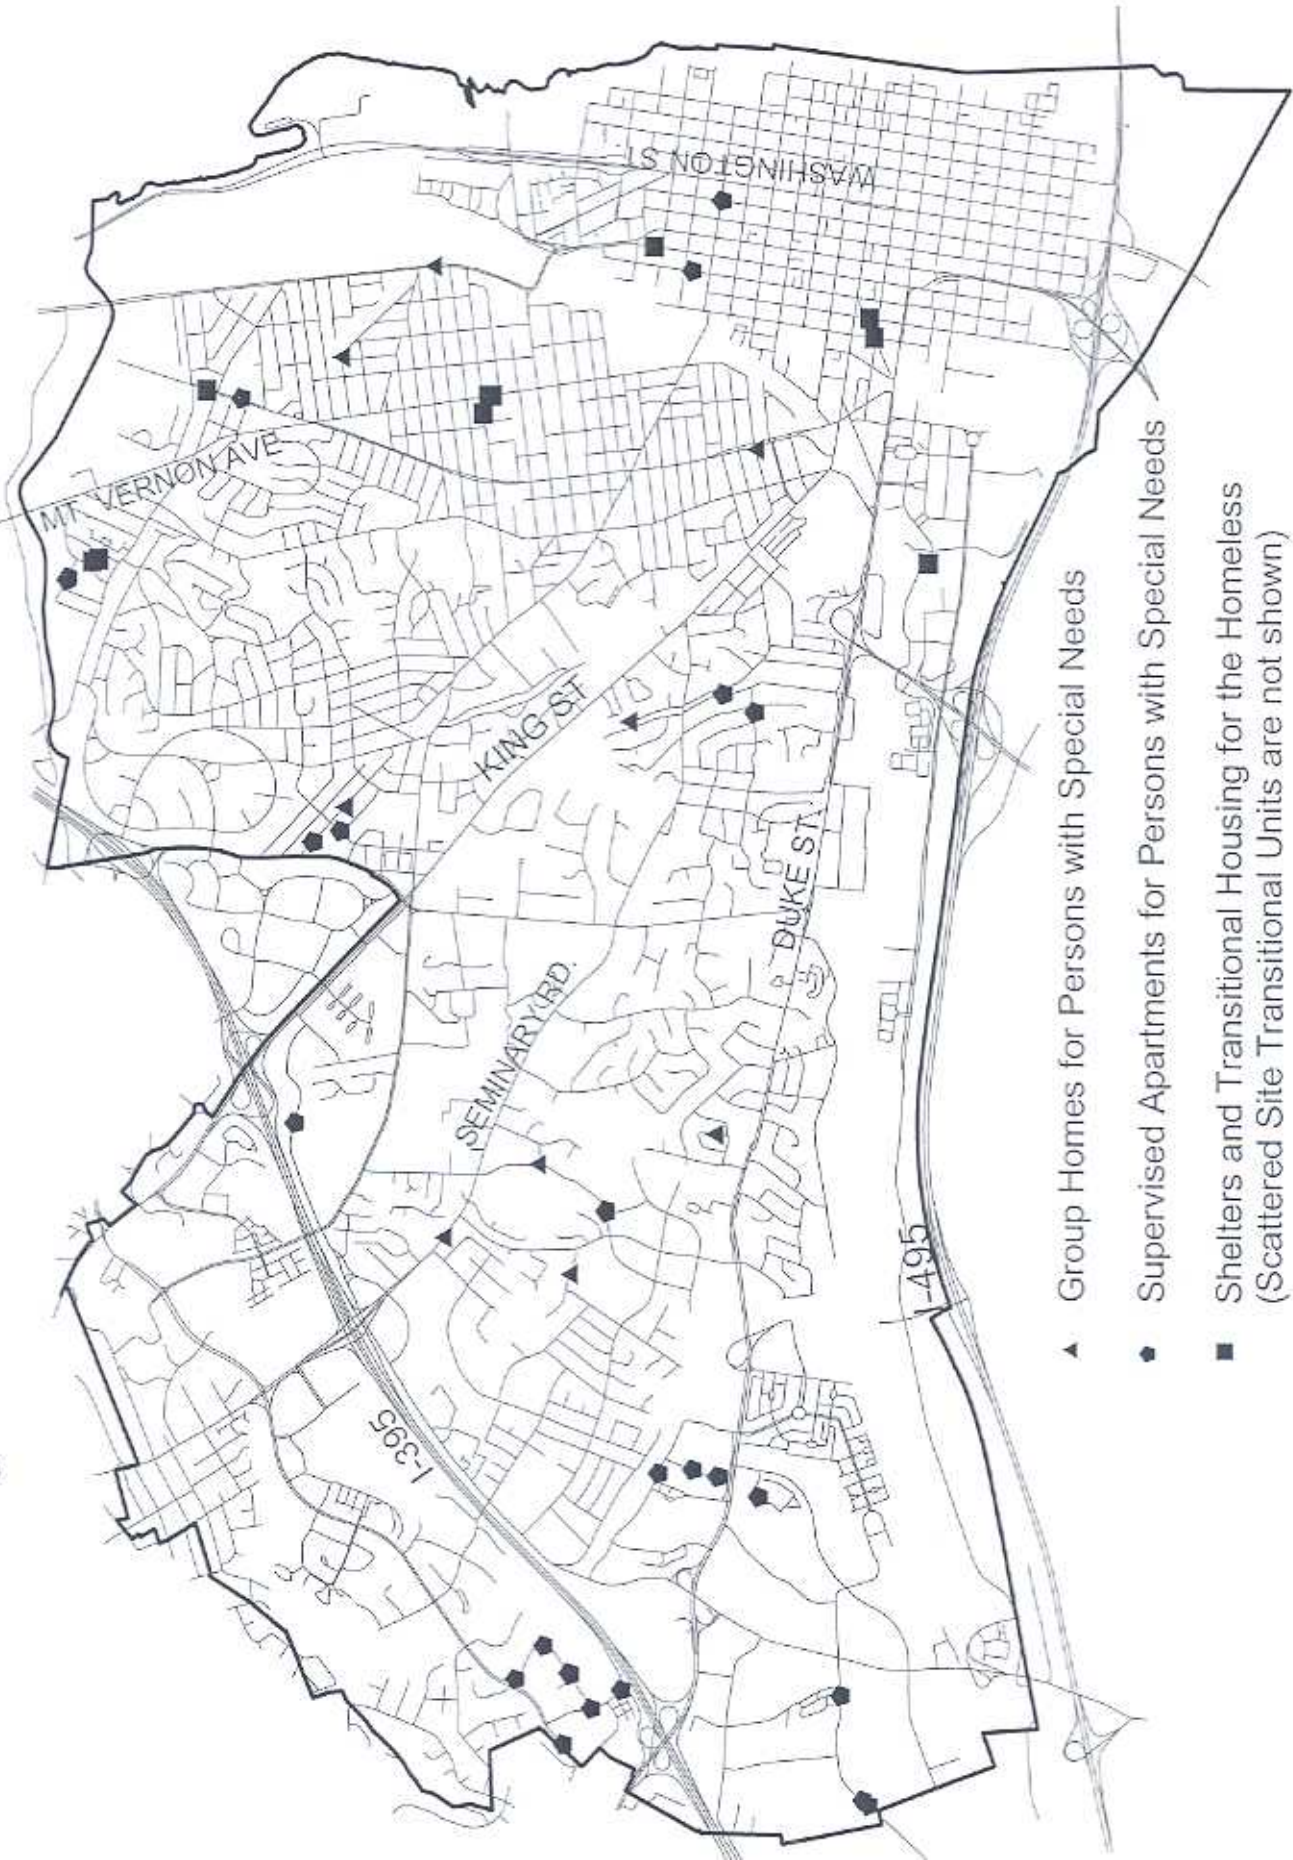 WASHINGTON ST
MT VERNON AVE
KING ST
SEMINARY RD.
DUKE ST
I-395
I-495
Group Homes for Persons with Special Needs
Supervised Apartments for Persons with Special Needs
Shelters and Transitional Housing for the Homeless
(Scattered Site Transitional Units are not shown)